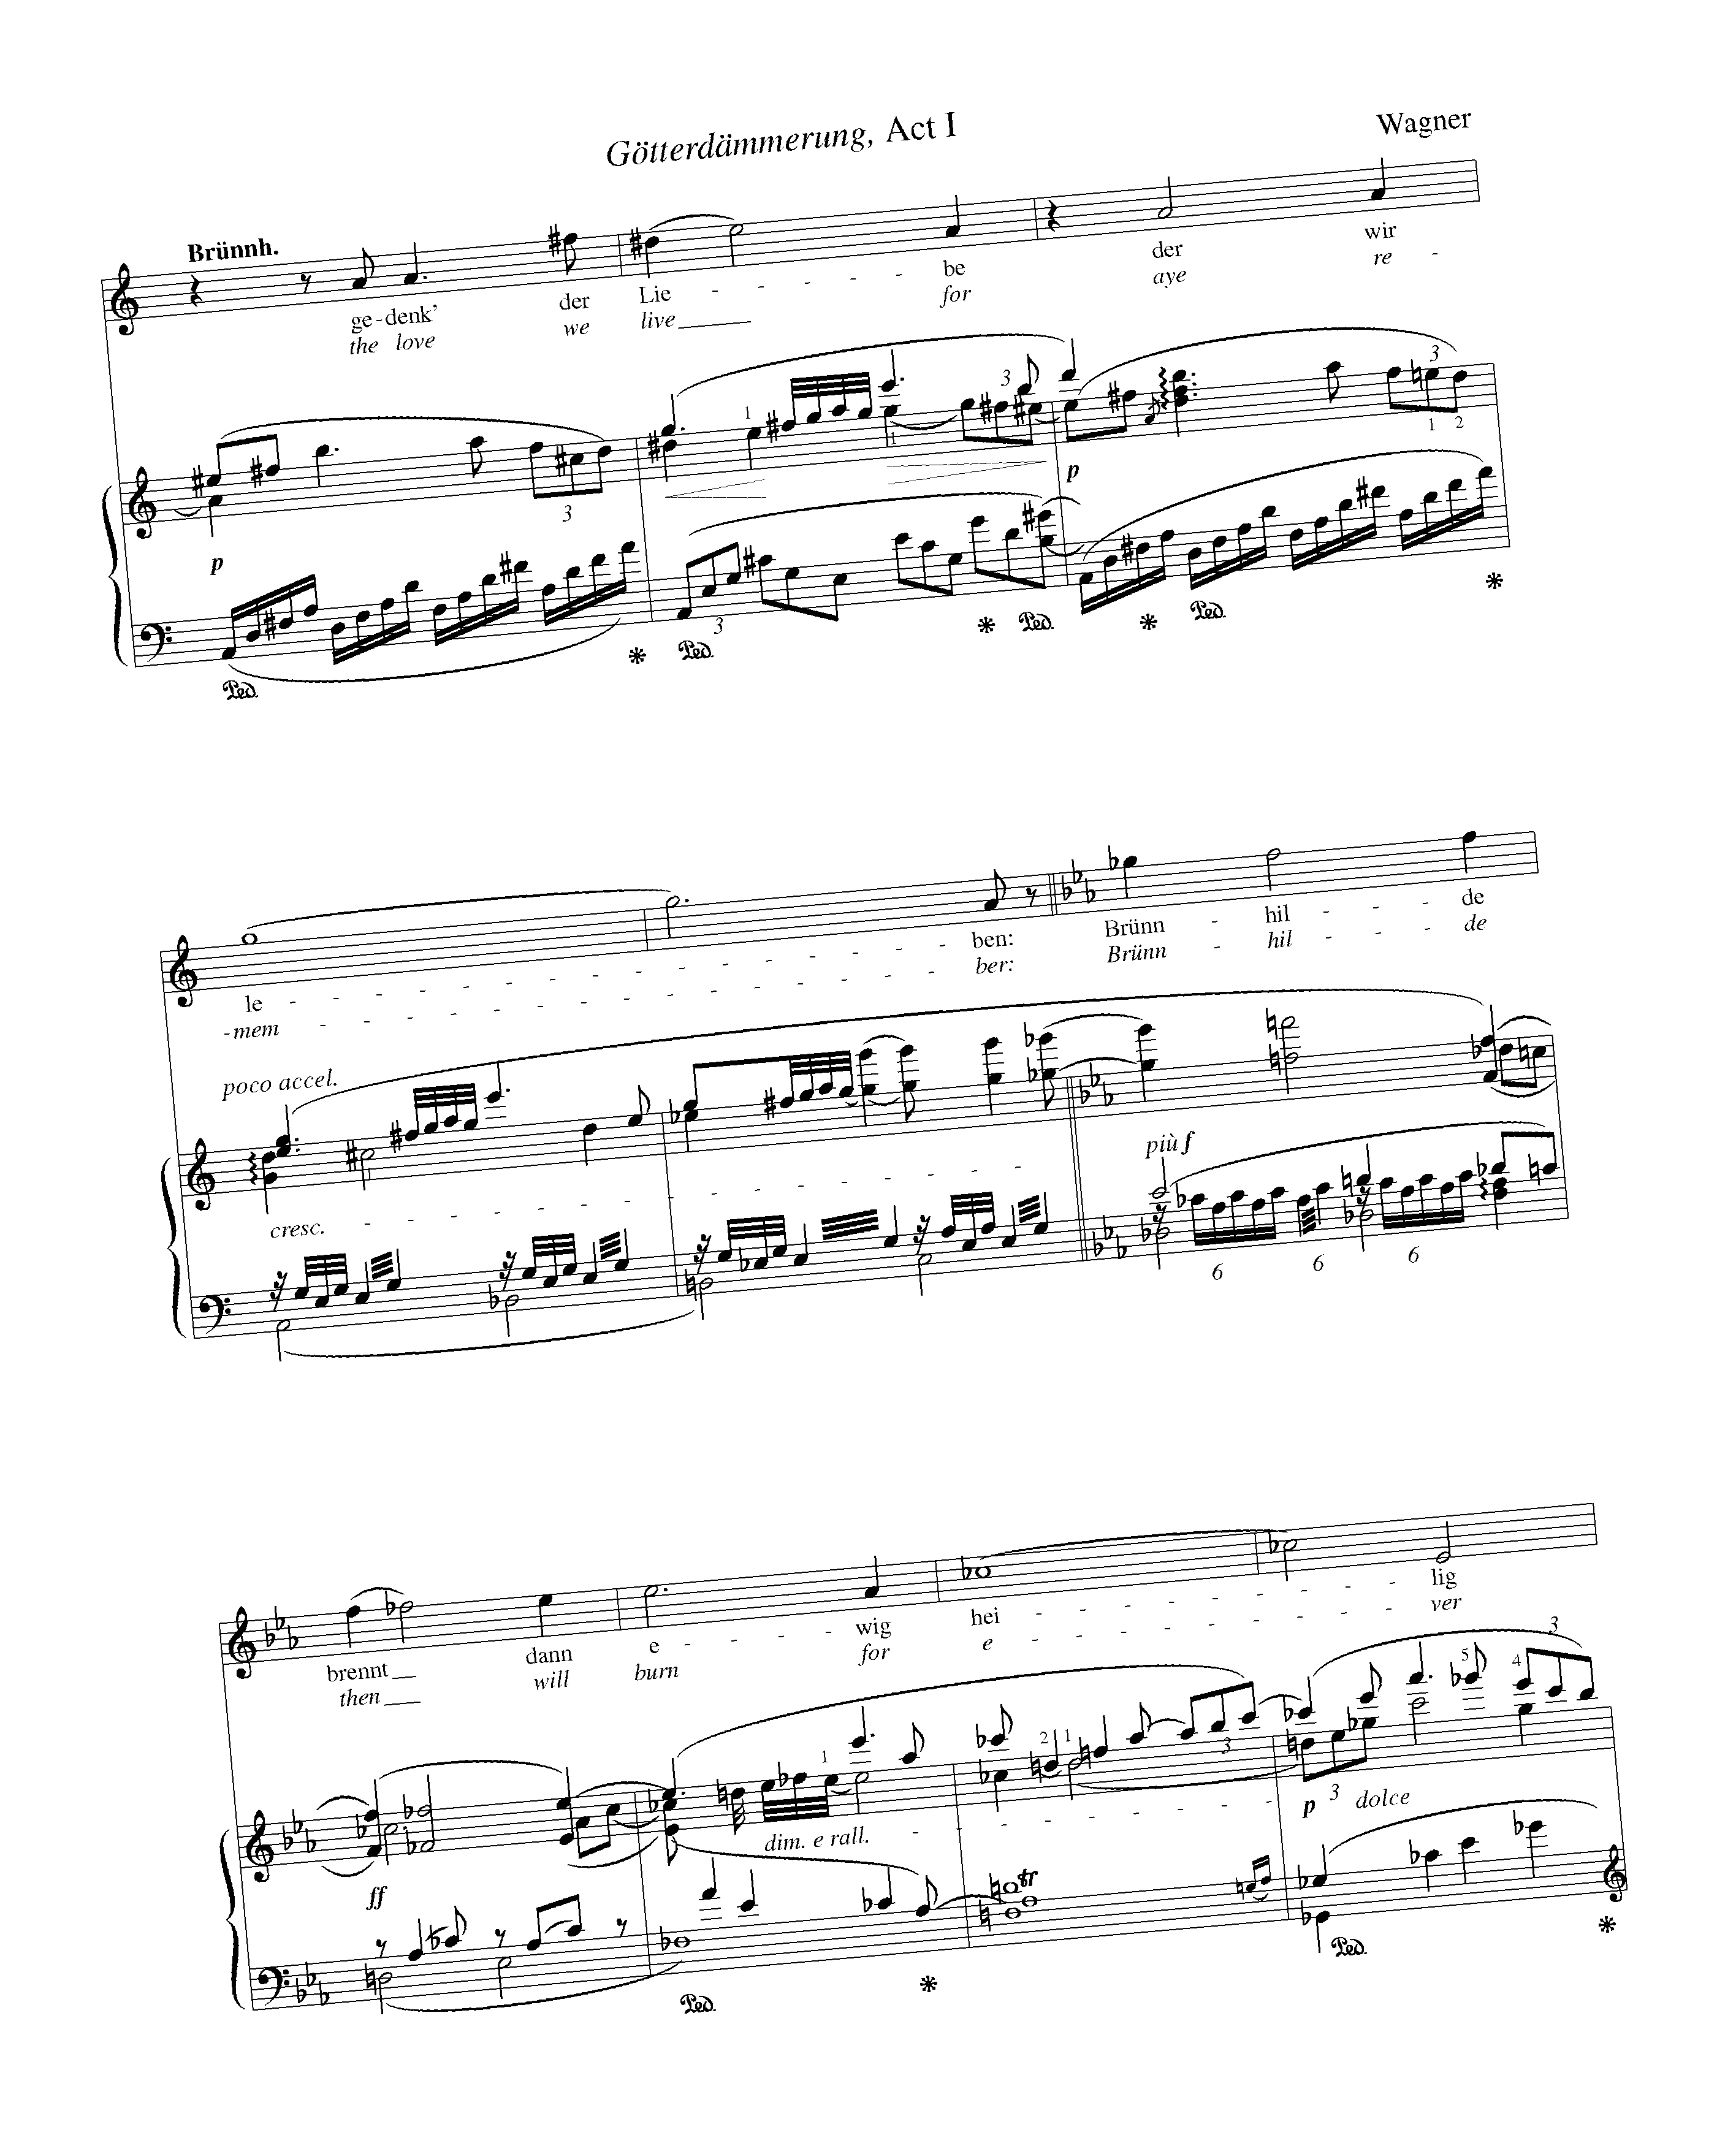 Götterdämmerung, Act I
Wagner
Brünnh.
ge-denk' der Lie - - - be der wir
the love we live for aye re -
1 3 3
1 1 2
p 3 p
3
Ped. * Ped. * Ped. * Ped. *
le - - - - - - - - - - - - - - ben: Brünn - hil - - - de
-mem - - - - - - - - - - - - - - ber: Brünn - hil - - - de
poco accel.
più f
cresc. - - - - - - - - - - - - - -
6 6 6
brennt dann e - - - wig hei - - - - - - - - lig
then will burn for e - - - - - - - - ver
1 2 1 3 5 4 3
ff dim. e rall. - - - - - - - - p 3 dolce
tr
Ped. * Ped. *